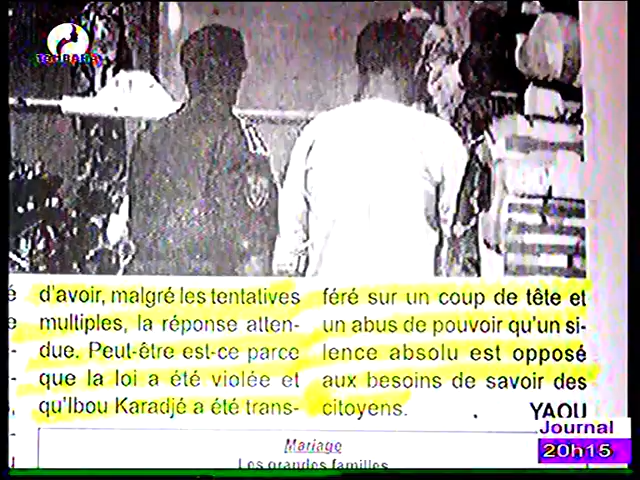 d'avoir, malgré les tentatives
multiples, la réponse atten-
due. Peut-être est-ce parce
que la loi a été violée et
qu'Ibou Karadjé a été trans-
féré sur un coup de tête et
un abus de pouvoir qu'un si-
lence absolu est opposé
aux besoins de savoir des
citoyens.
YAOU
Mariage
Les grandes familles
Journal
20h15